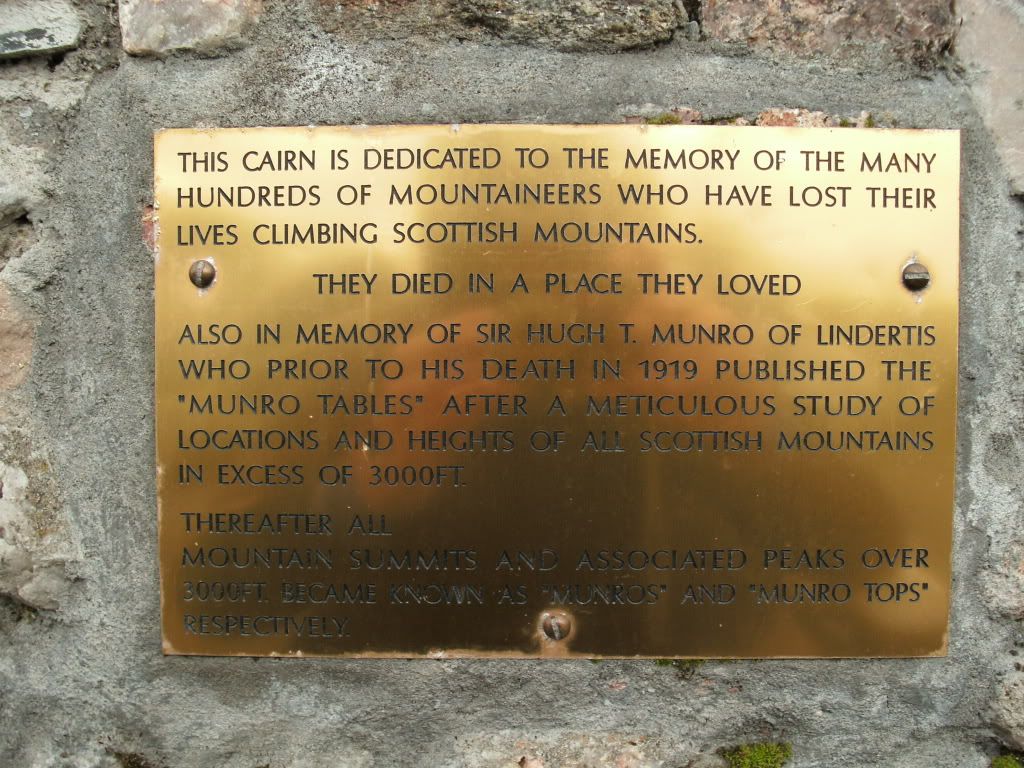 THIS CAIRN IS DEDICATED TO THE MEMORY OF THE MANY
HUNDREDS OF MOUNTAINEERS WHO HAVE LOST THEIR
LIVES CLIMBING SCOTTISH MOUNTAINS.
THEY DIED IN A PLACE THEY LOVED
ALSO IN MEMORY OF SIR HUGH T. MUNRO OF LINDERTIS
WHO PRIOR TO HIS DEATH IN 1919 PUBLISHED THE
"MUNRO TABLES" AFTER A METICULOUS STUDY OF
LOCATIONS AND HEIGHTS OF ALL SCOTTISH MOUNTAINS
IN EXCESS OF 3000FT.
THEREAFTER ALL
MOUNTAIN SUMMITS AND ASSOCIATED PEAKS OVER
3000FT. BECAME KNOWN AS "MUNROS" AND "MUNRO TOPS"
RESPECTIVELY.